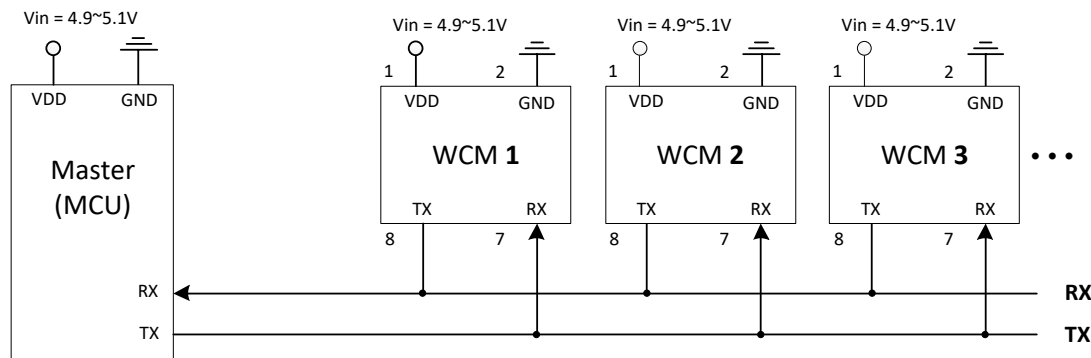 Vin = 4.9~5.1V
VDD
GND
Master
(MCU)
RX
TX
Vin = 4.9~5.1V
1
2
VDD
GND
WCM 1
TX
RX
8
7
Vin = 4.9~5.1V
1
2
VDD
GND
WCM 2
TX
RX
8
7
Vin = 4.9~5.1V
1
2
VDD
GND
WCM 3
TX
RX
8
7
• • •
RX
TX